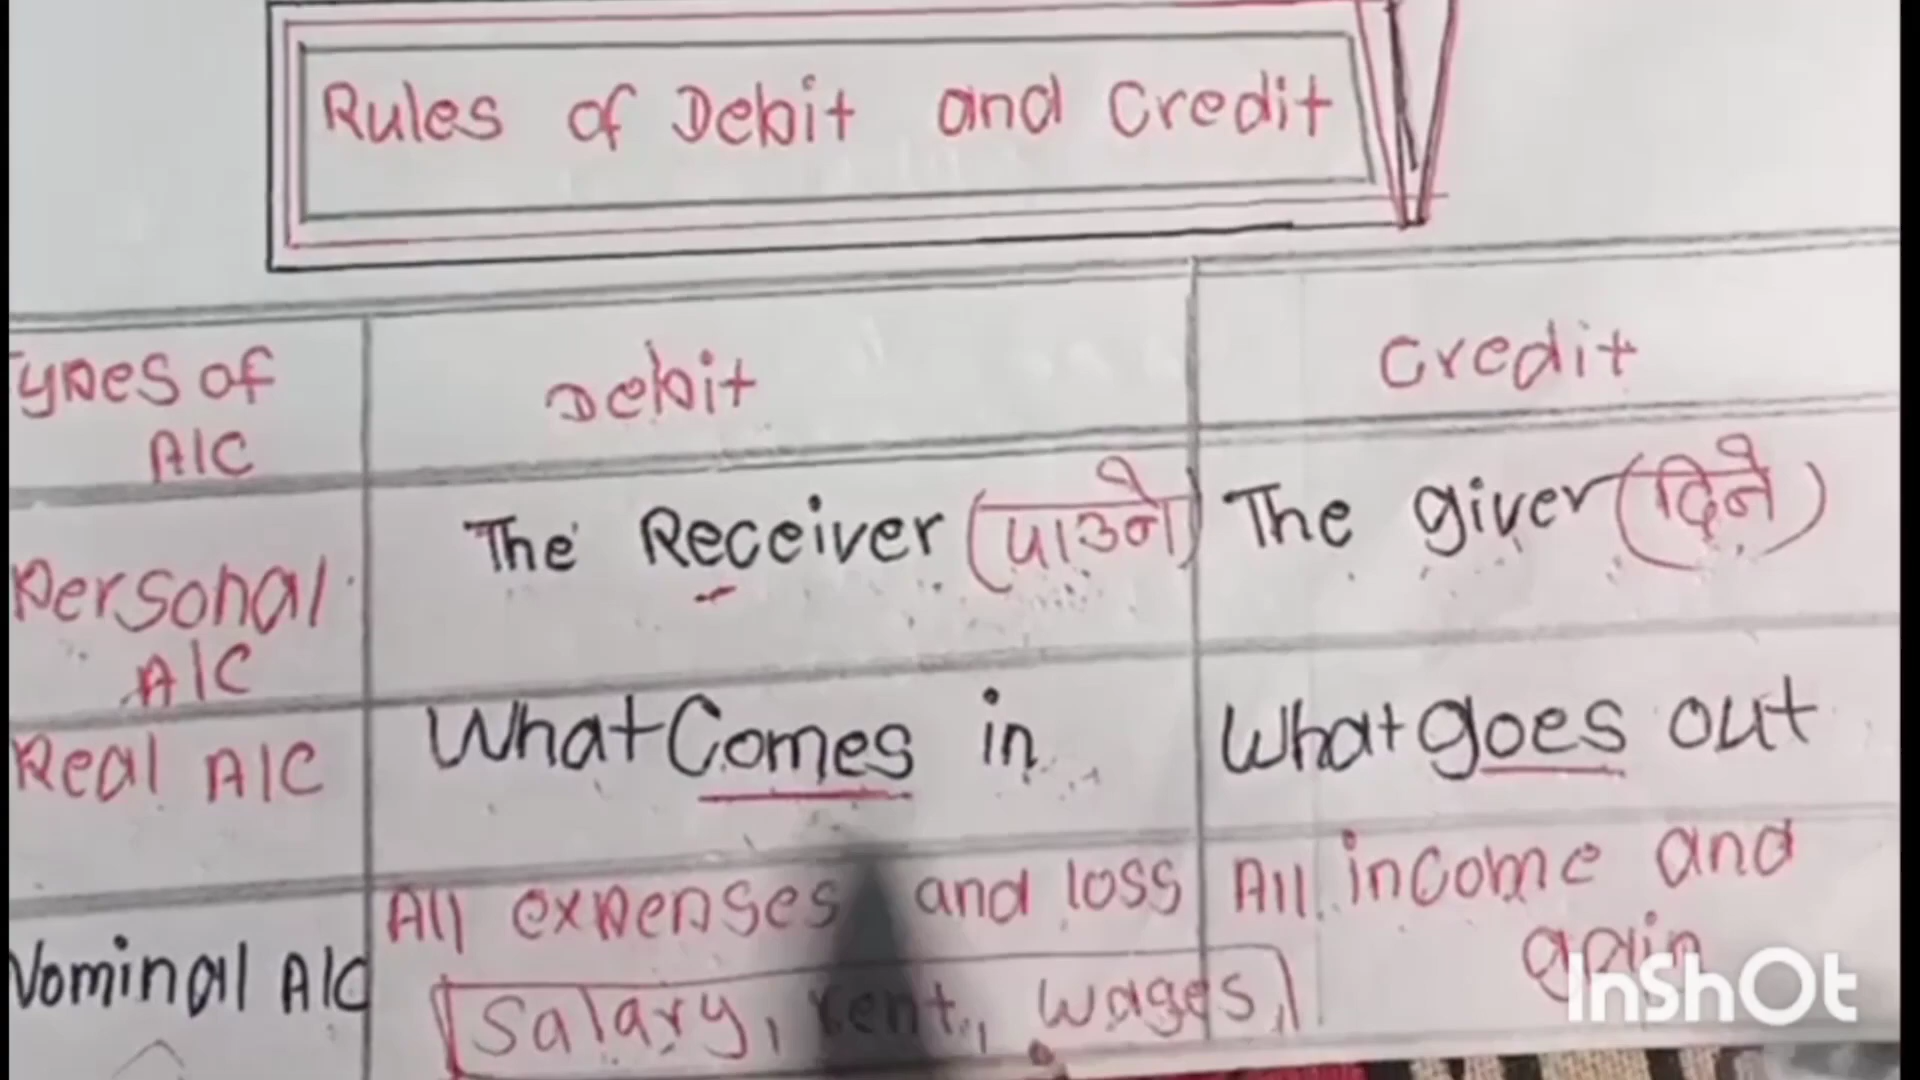 Rules of Debit and Credit
Types of A/C
Debit
Credit
Personal A/C
The Receiver (पाउने)
The giver (दिने)
Real A/C
What Comes in
What goes out
Nominal A/C
All expenses and loss
Salary, rent, wages,
All income and gain
InShOt